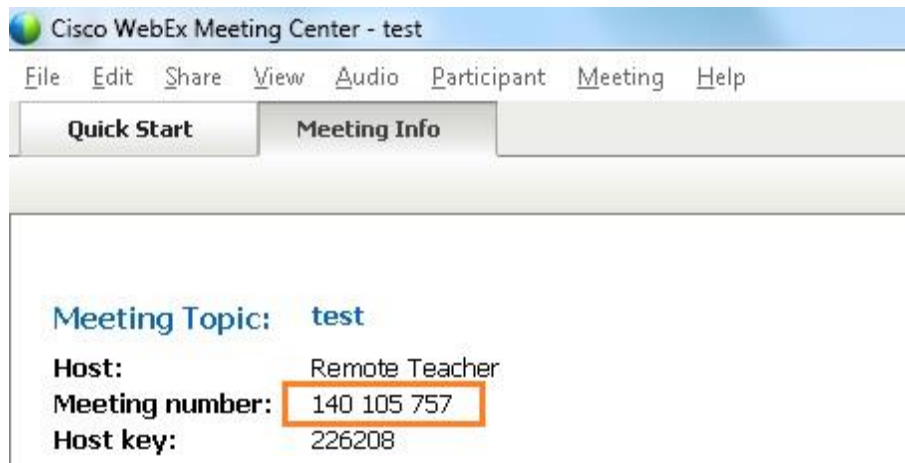 Cisco WebEx Meeting Center - test
File Edit Share View Audio Participant Meeting Help
Quick Start Meeting Info
Meeting Topic: test
Host: Remote Teacher
Meeting number: 140 105 757
Host key: 226208